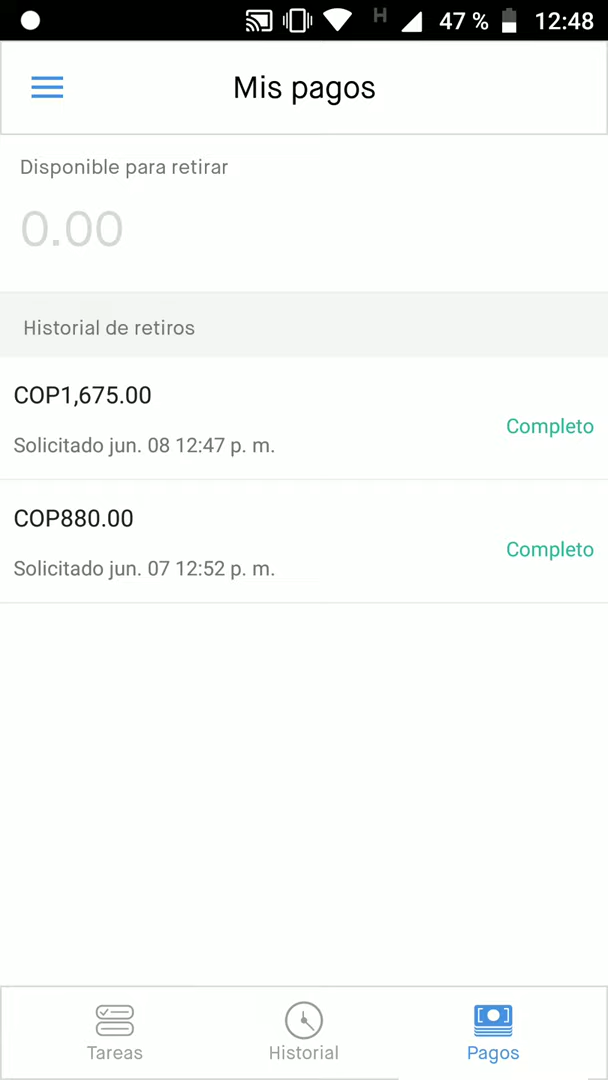 H 47 % 12:48
Mis pagos
Disponible para retirar
0.00
Historial de retiros
COP1,675.00
Completo
Solicitado jun. 08 12:47 p. m.
COP880.00
Completo
Solicitado jun. 07 12:52 p. m.
Tareas Historial Pagos